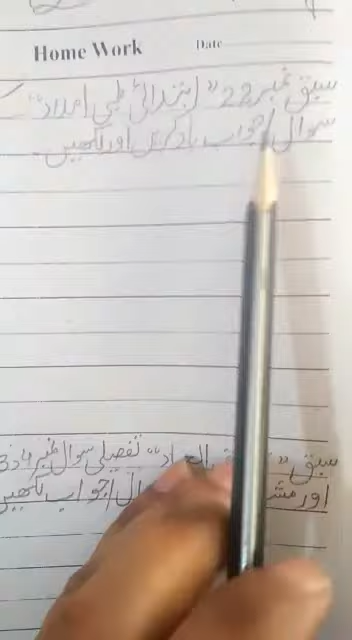 Home Work Date
سبق نمبر 22 "ابتدائی طبی امداد"
سوال/جواب یاد کریں اور لکھیں
سبق " تفصیلی سوال نمبر 3،4
اور جواب لکھیں